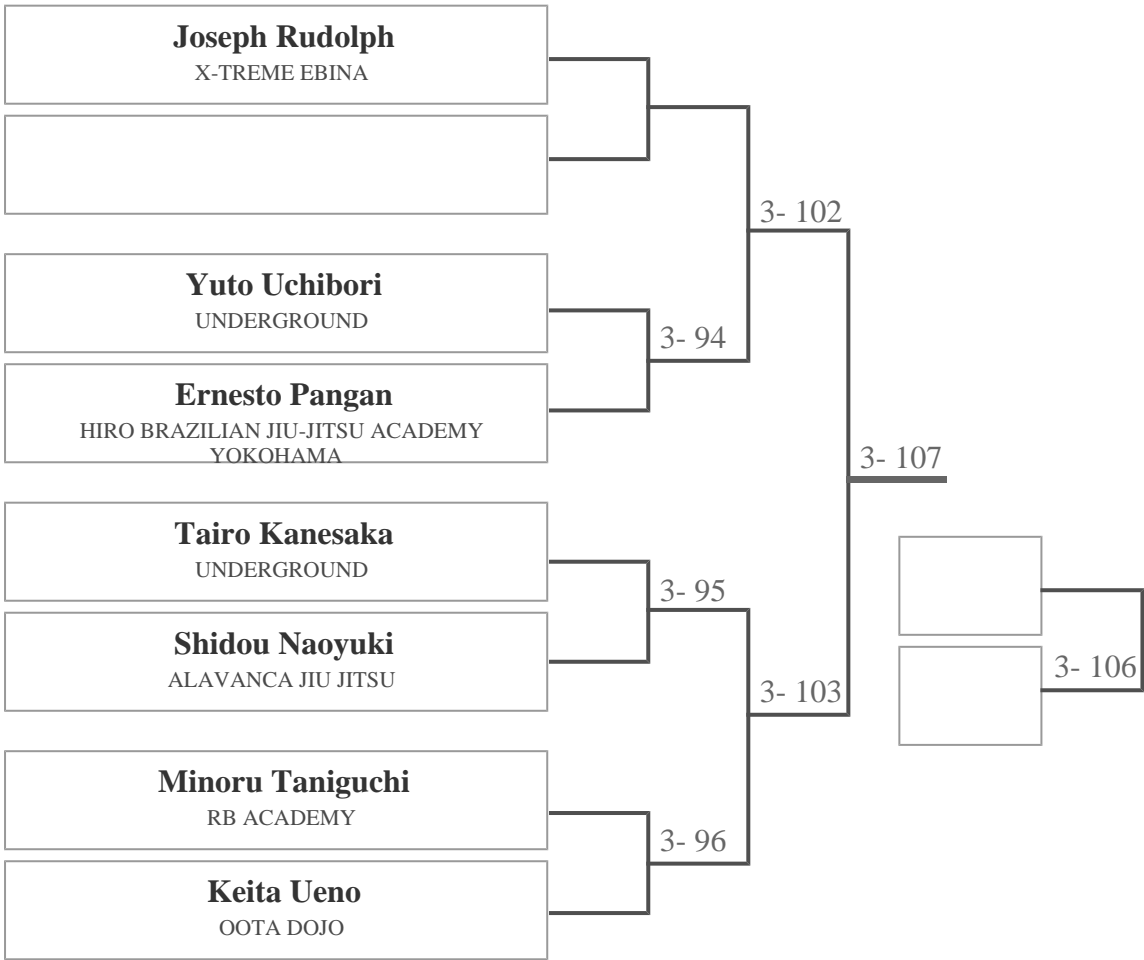 Joseph Rudolph
X-TREME EBINA
3- 102
Yuto Uchibori
UNDERGROUND
3- 94
Ernesto Pangan
HIRO BRAZILIAN JIU-JITSU ACADEMY
YOKOHAMA
3- 107
Tairo Kanesaka
UNDERGROUND
3- 95
Shidou Naoyuki
ALAVANCA JIU JITSU
3- 103
3- 106
Minoru Taniguchi
RB ACADEMY
3- 96
Keita Ueno
OOTA DOJO